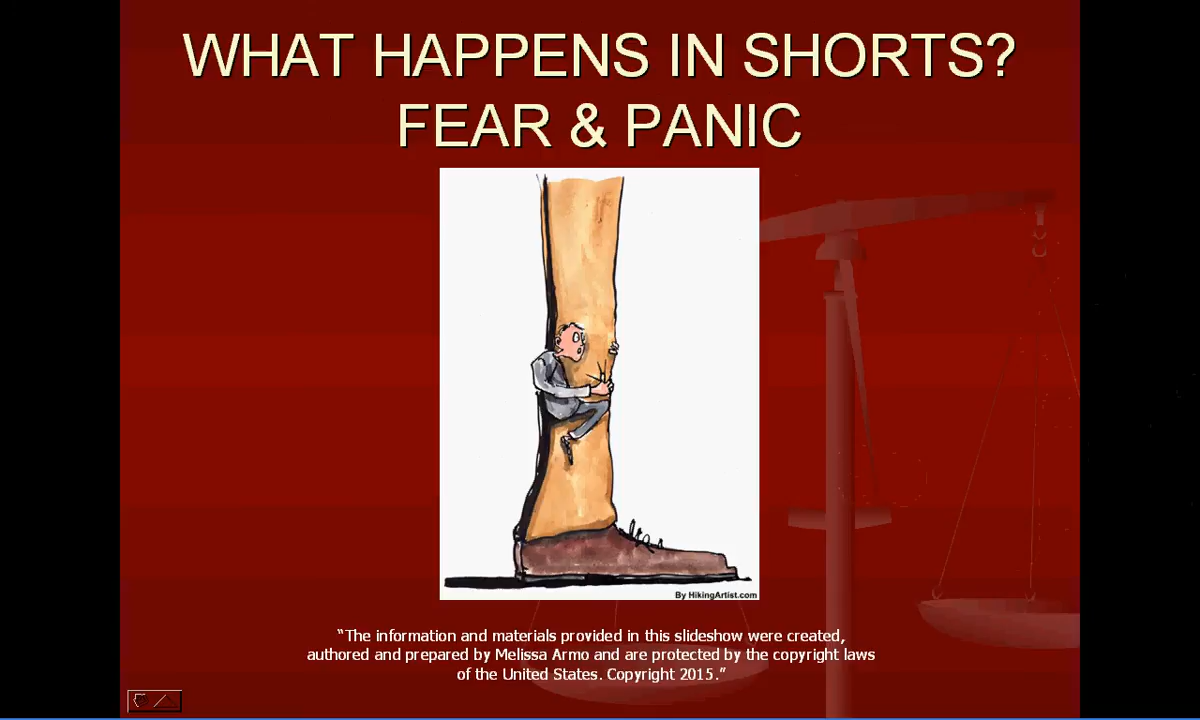 WHAT HAPPENS IN SHORTS?
FEAR & PANIC
By HikingArtist.com
“The information and materials provided in this slideshow were created,
authored and prepared by Melissa Armo and are protected by the copyright laws
of the United States. Copyright 2015.”